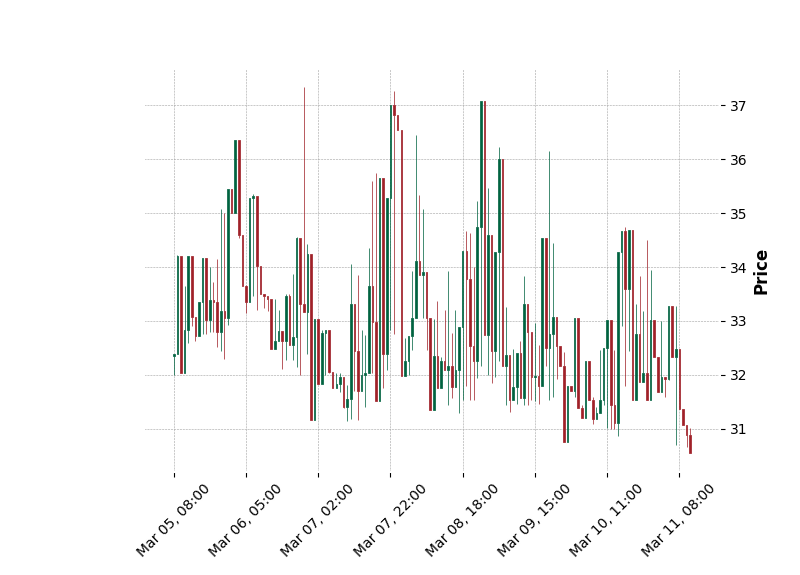 37
36
35
34
33
32
31
Price
Mar 05, 08:00
Mar 06, 05:00
Mar 07, 02:00
Mar 07, 22:00
Mar 08, 18:00
Mar 09, 15:00
Mar 10, 11:00
Mar 11, 08:00